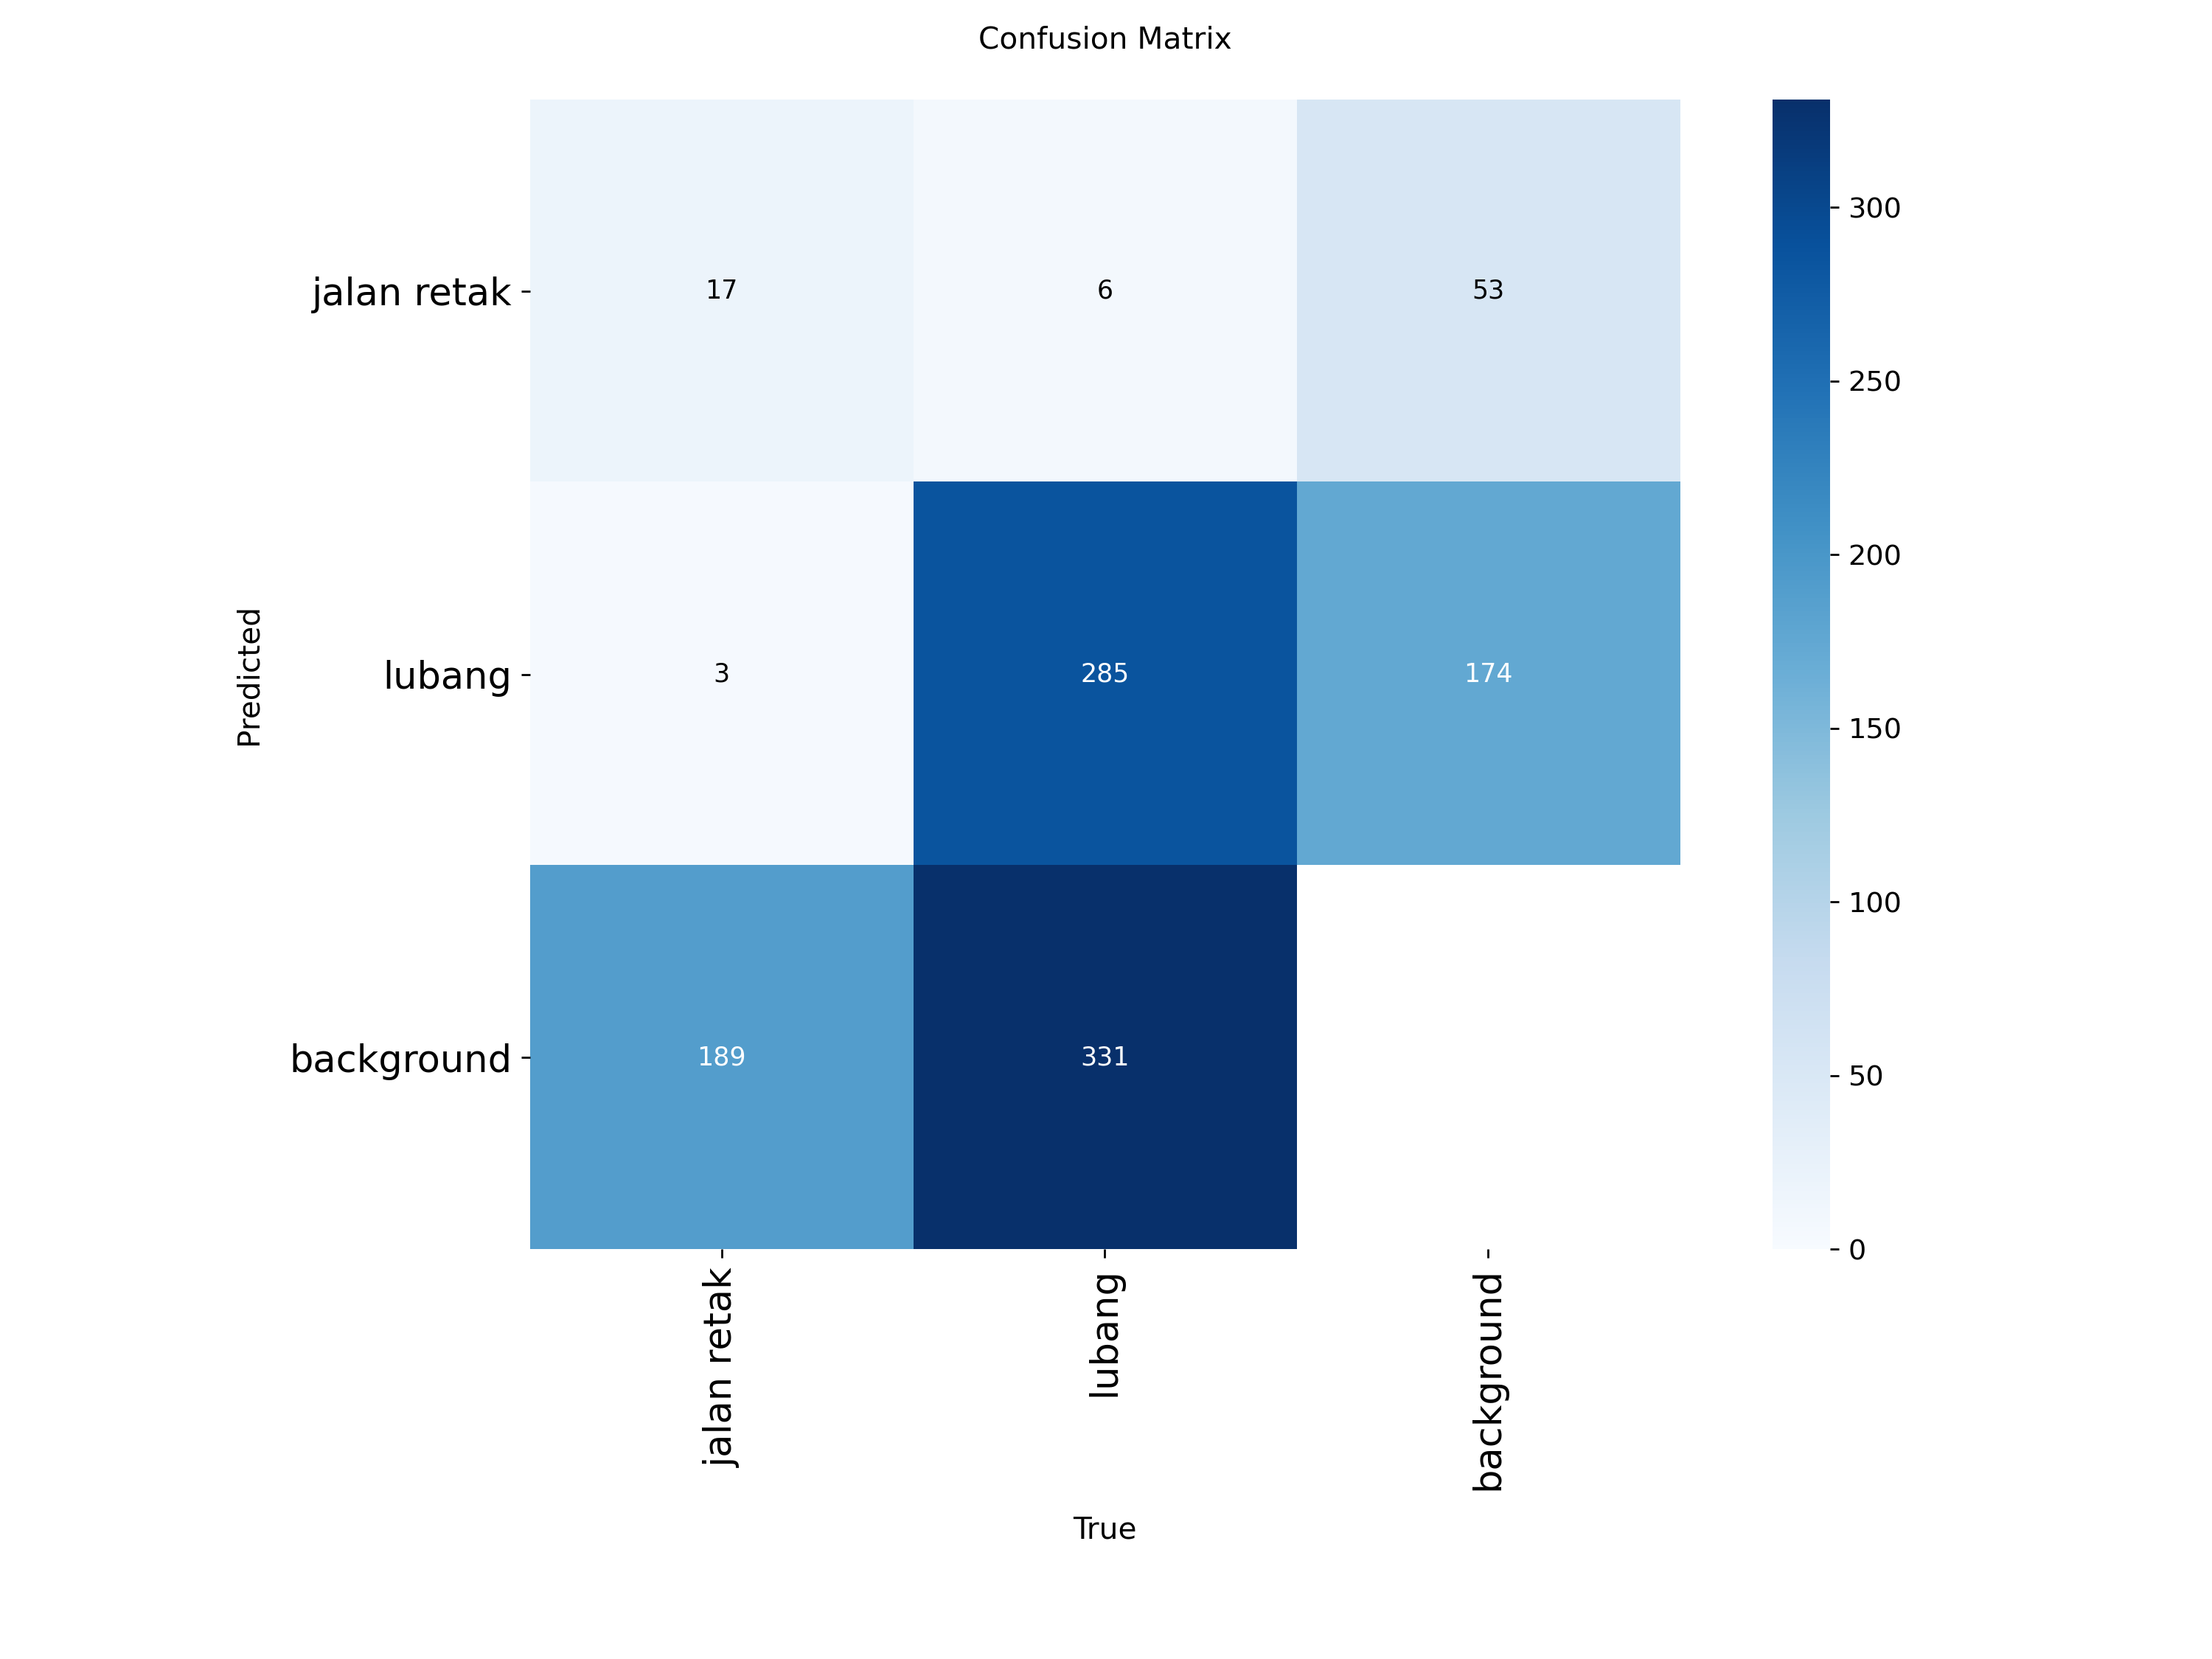 Confusion Matrix
jalan retak
17
6
53
300
250
lubang
3
285
174
200
150
Predicted
background
189
331
100
50
0
jalan retak
lubang
background
True